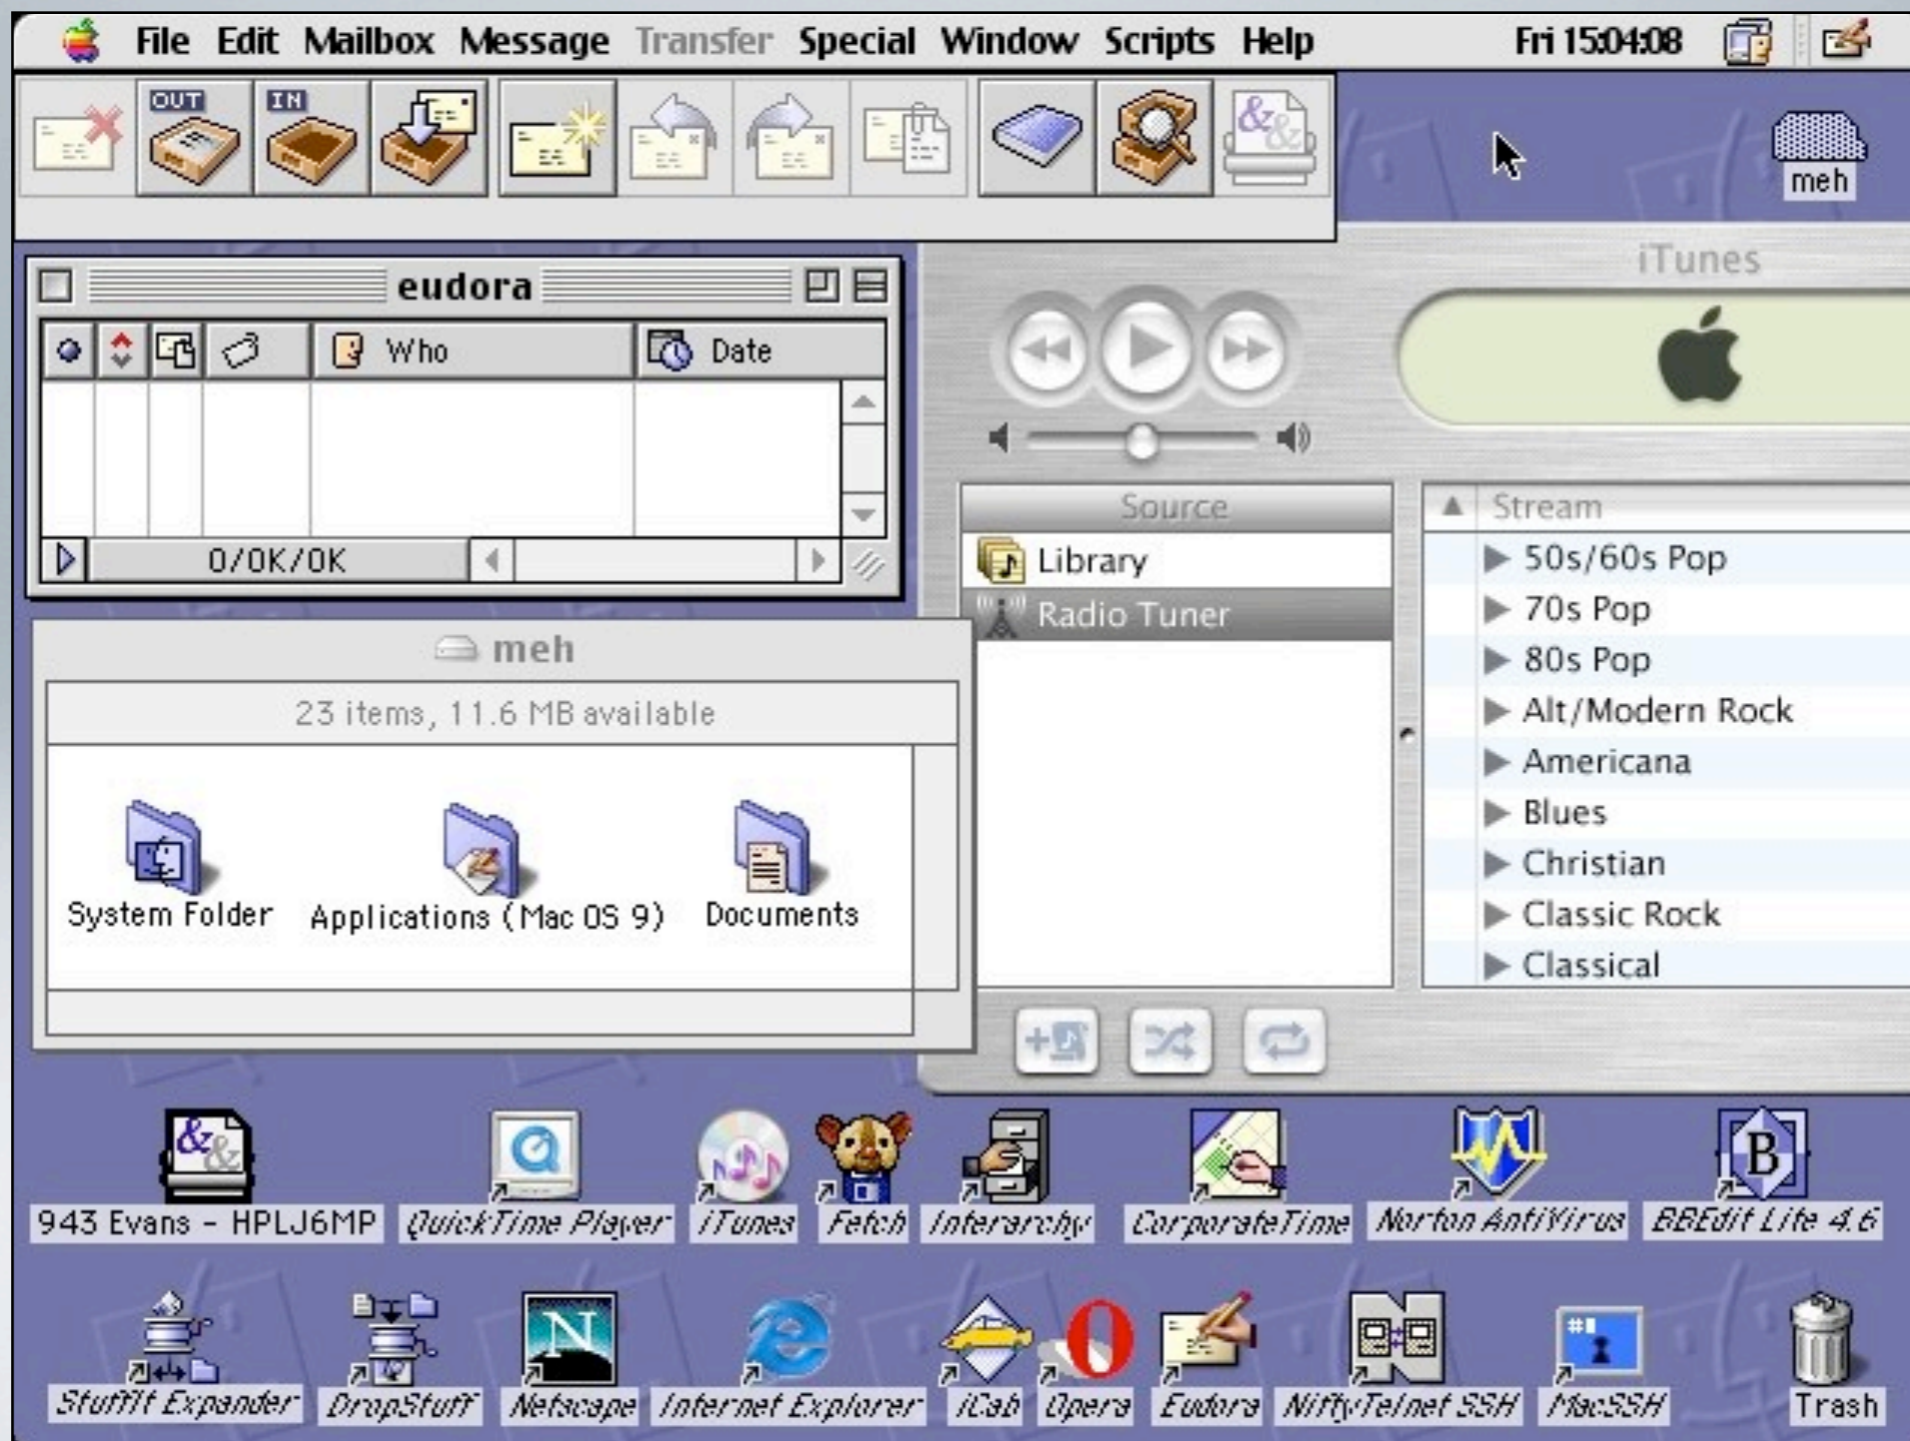 File Edit Mailbox Message Transfer Special Window Scripts Help Fri 15:04:08
OUT IN
meh
iTunes
eudora
Who Date
0/0K/0K
Source
Library
Radio Tuner
Stream
50s/60s Pop
70s Pop
80s Pop
Alt/Modern Rock
Americana
Blues
Christian
Classic Rock
Classical
meh
23 items, 11.6 MB available
System Folder Applications (Mac OS 9) Documents
943 Evans - HPLJ6MP QuickTime Player iTunes Fetch Interarchy CorporateTime Norton AntiVirus BBEdit Lite 4.6
StuffIt Expander DropStuff Netscape Internet Explorer iCab Opera Eudora NiftyTelnet SSH MacSSH Trash